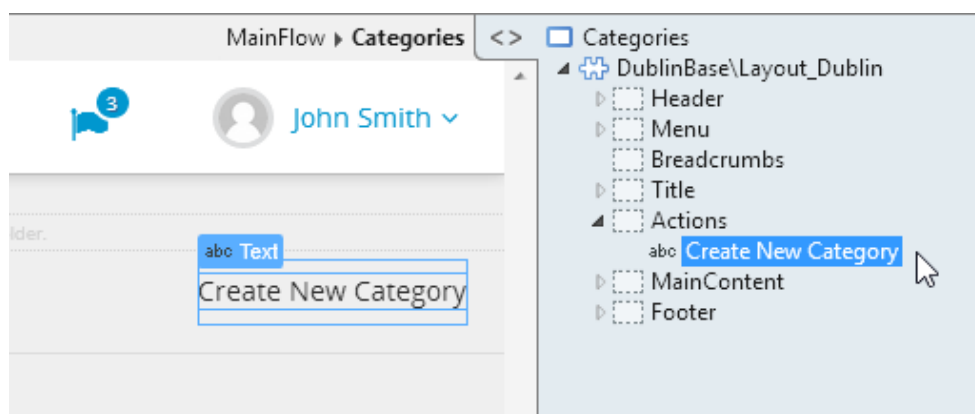 MainFlow ▸ Categories
<>
3
John Smith
lder.
abc Text
Create New Category
Categories
DublinBase\Layout_Dublin
Header
Menu
Breadcrumbs
Title
Actions
abc Create New Category
MainContent
Footer